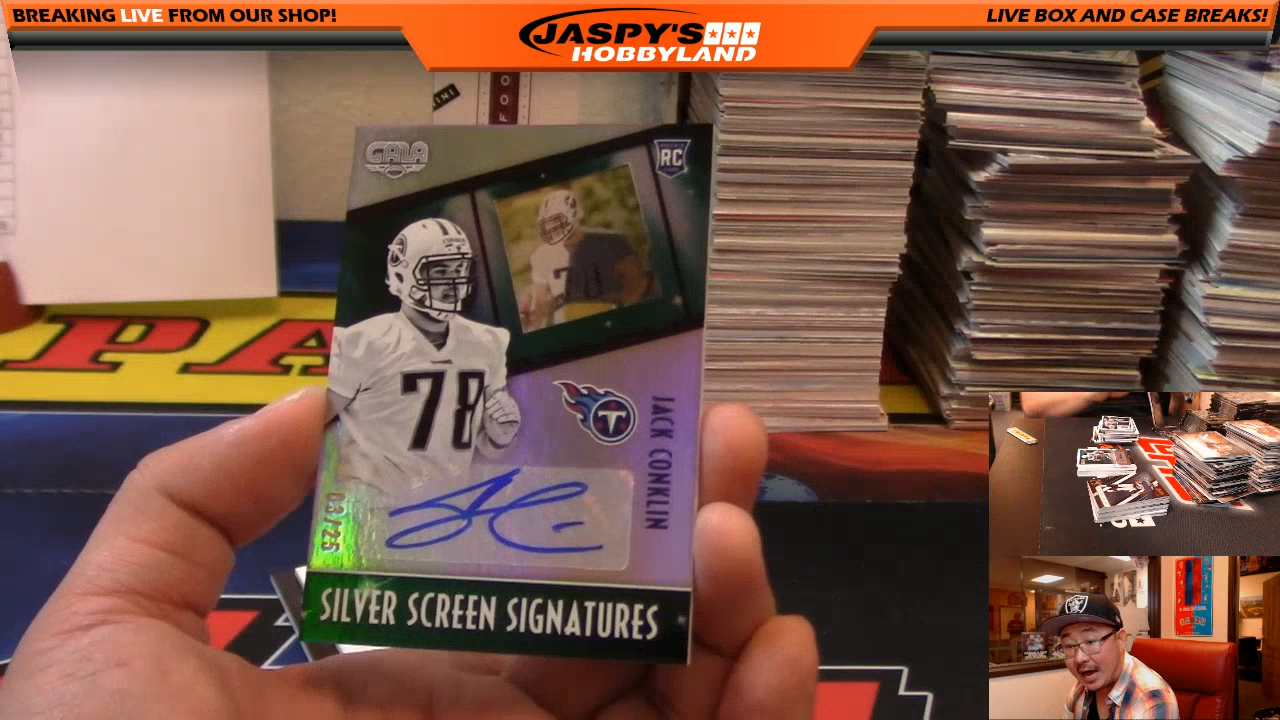 BREAKING LIVE FROM OUR SHOP!
JASPY'S
HOBBYLAND
LIVE BOX AND CASE BREAKS!
GALA
RC
PA
78
T
JACK CONKLIN
SILVER SCREEN SIGNATURES